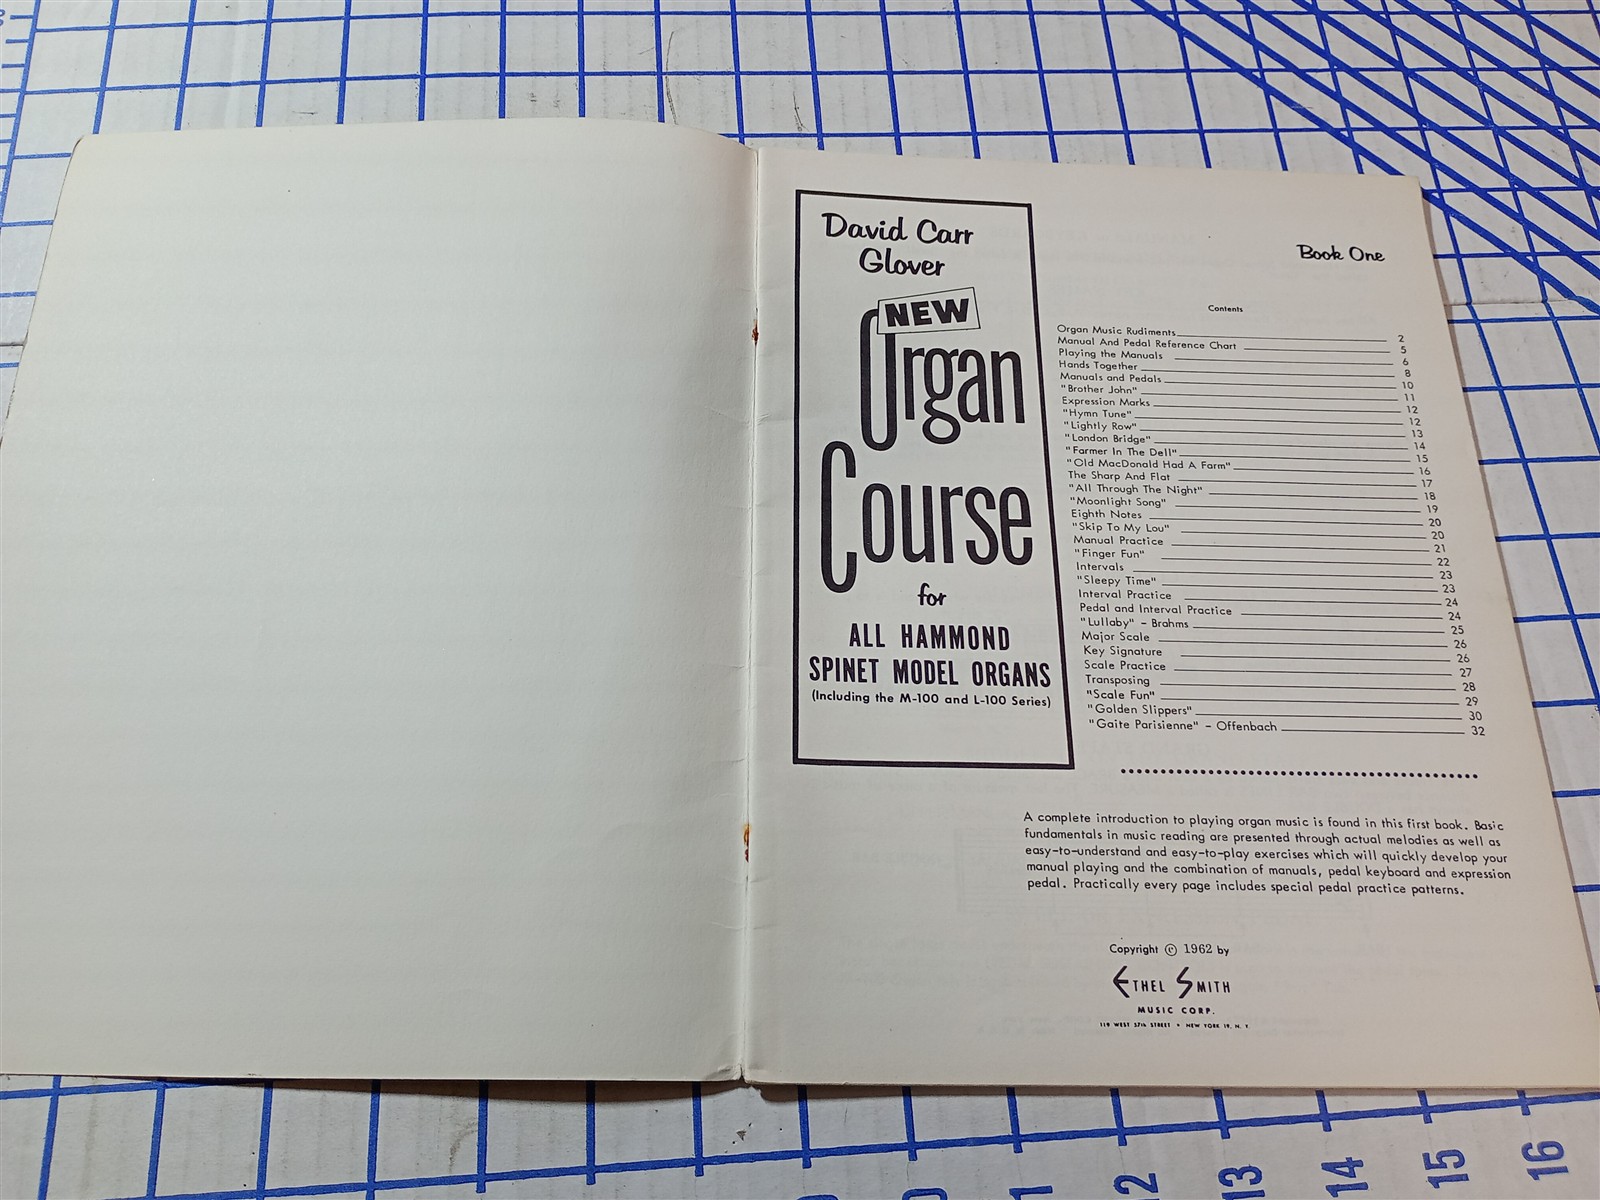 David Carr
Glover
NEW
Organ
Course
for
ALL HAMMOND
SPINET MODEL ORGANS
(Including the M-100 and L-100 Series)
Book One
Contents
Organ Music Rudiments 2
Manual And Pedal Reference Chart 5
Playing the Manuals 6
Hands Together 8
Manuals and Pedals 10
"Brother John" 11
Expression Marks 12
"Hymn Tune" 12
"Lightly Row" 13
"London Bridge" 14
"Farmer In The Dell" 15
"Old MacDonald Had A Farm" 16
The Sharp And Flat 17
"All Through The Night" 18
"Moonlight Song" 19
Eighth Notes 20
"Skip To My Lou" 20
Manual Practice 21
"Finger Fun" 22
Intervals 23
"Sleepy Time" 23
Interval Practice 24
Pedal and Interval Practice 24
"Lullaby" - Brahms 25
Major Scale 26
Key Signature 26
Scale Practice 27
Transposing 28
"Scale Fun" 29
"Golden Slippers" 30
"Gaite Parisienne" - Offenbach 32
A complete introduction to playing organ music is found in this first book. Basic
fundamentals in music reading are presented through actual melodies as well as
easy-to-understand and easy-to-play exercises which will quickly develop your
manual playing and the combination of manuals, pedal keyboard and expression
pedal. Practically every page includes special pedal practice patterns.
Copyright © 1962 by
ETHEL SMITH
MUSIC CORP.
119 WEST 57th STREET • NEW YORK 19, N. Y.
12 13 14 15 16